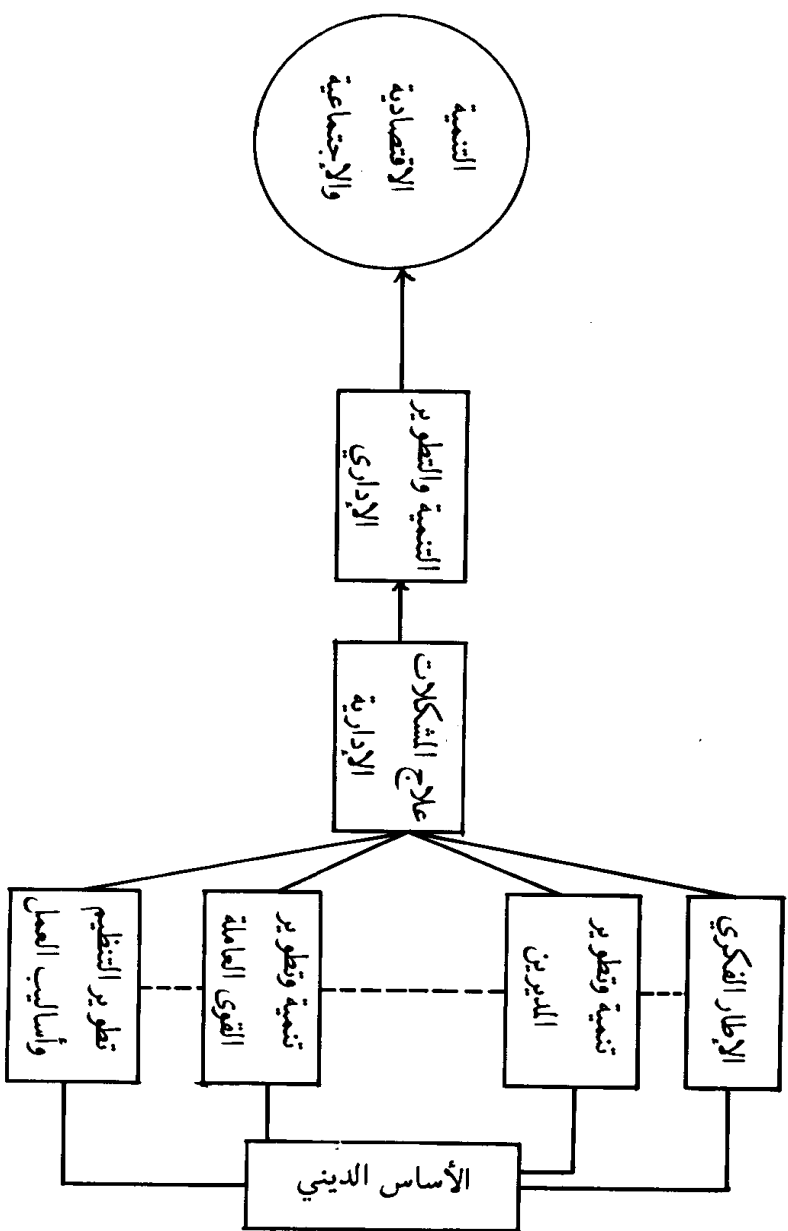 الأساس الديني
الإطار الفكري
تنمية وتطوير
المديرين
تنمية وتطوير
القوى العاملة
تطوير التنظيم
وأساليب العمل
علاج المشكلات
الإدارية
التنمية والتطوير
الإداري
التنمية
الاقتصادية
والإجتماعية